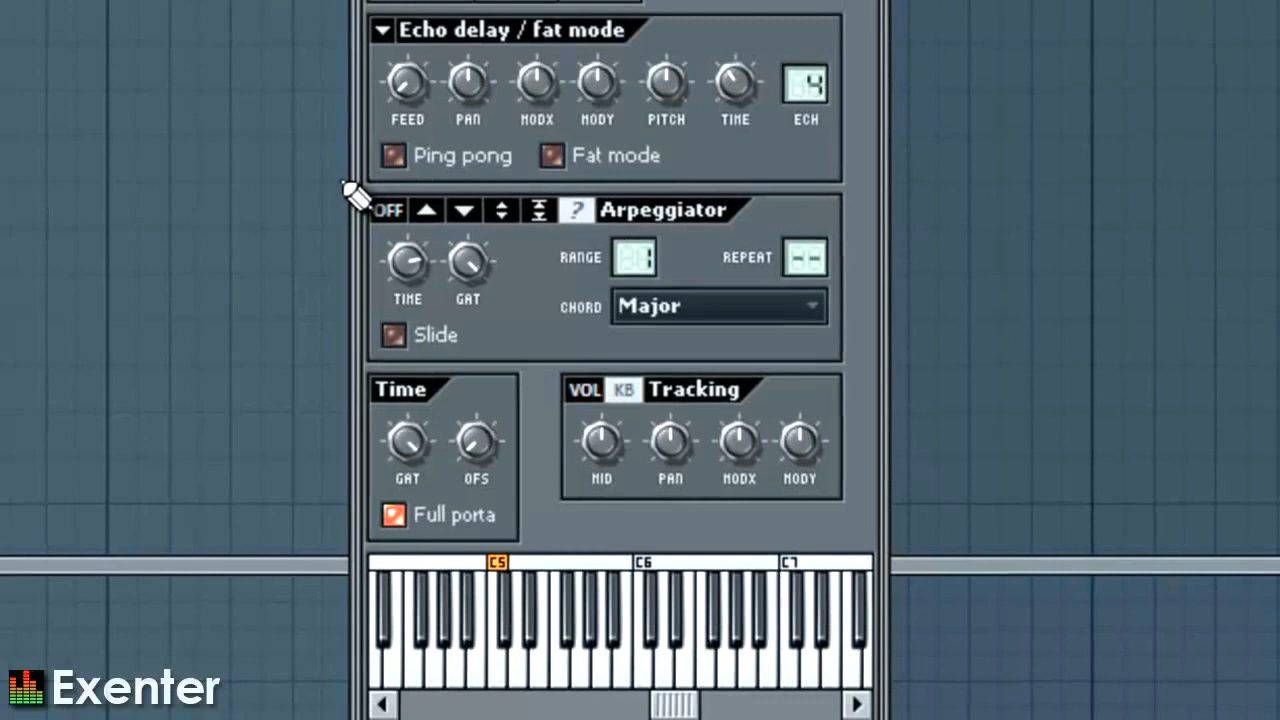 Echo delay / fat mode
FEED PAN MODX MODY PITCH TIME ECH
4
Ping pong Fat mode
OFF ? Arpeggiator
RANGE 1 REPEAT --
TIME GAT CHORD Major
Slide
Time VOL KB Tracking
GAT OFS MID PAN MODX MODY
Full porta
C5 C6 C7
Exenter